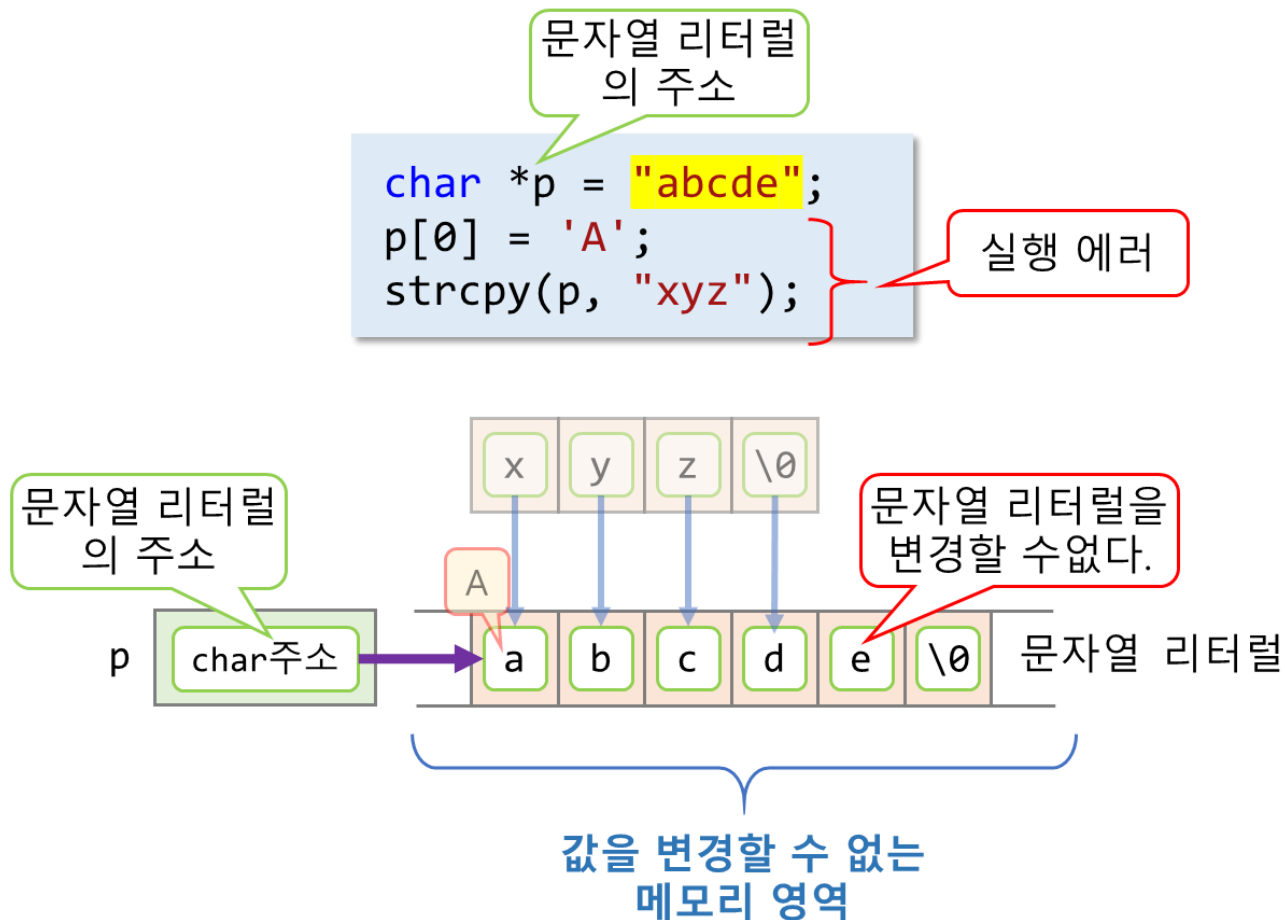 문자열 리터럴
의 주소
char *p = "abcde";
p[0] = 'A';
strcpy(p, "xyz");
실행 에러
x y z \0
문자열 리터럴
의 주소
문자열 리터럴을
변경할 수없다.
A
p char주소 a b c d e \0 문자열 리터럴
값을 변경할 수 없는
메모리 영역